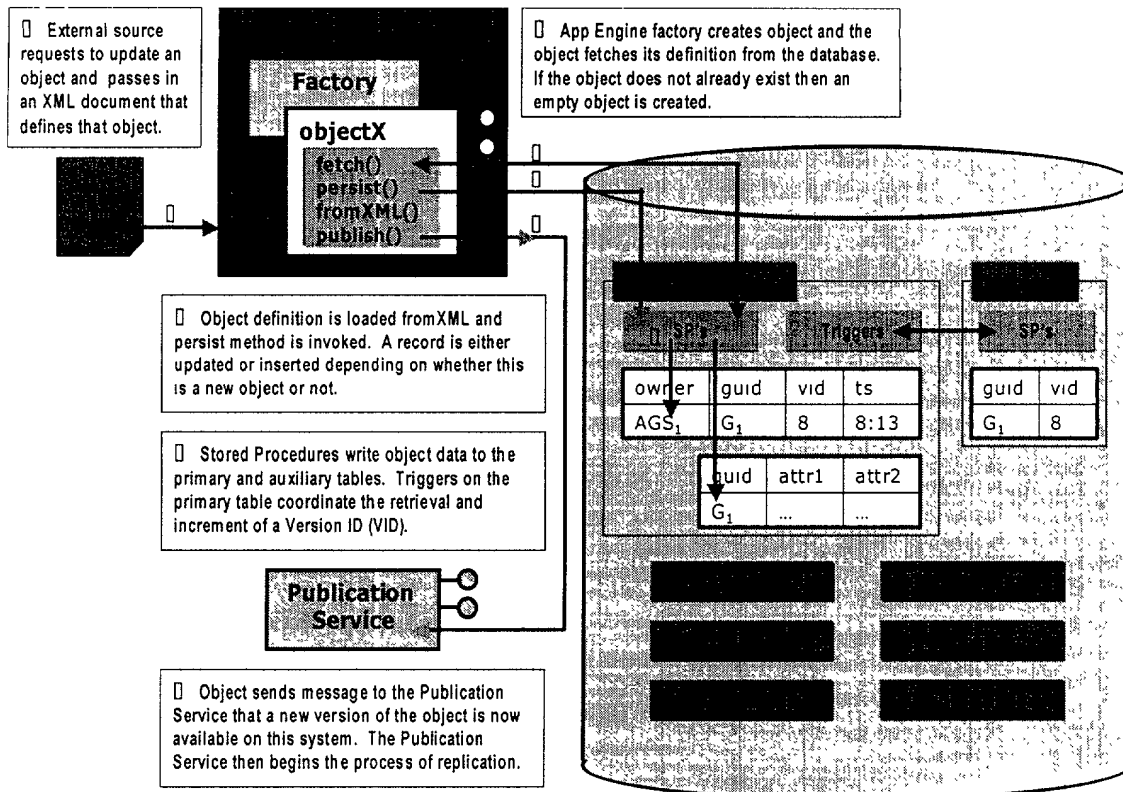 ▯ External source
requests to update an
object and passes in
an XML document that
defines that object.
▯ App Engine factory creates object and the
object fetches its definition from the database.
If the object does not already exist then an
empty object is created.
Factory
objectX
fetch()
persist()
fromXML()
publish()
▯
▯
▯
▯
▯ Object definition is loaded fromXML and
persist method is invoked. A record is either
updated or inserted depending on whether this
is a new object or not.
▯ Stored Procedures write object data to the
primary and auxiliary tables. Triggers on the
primary table coordinate the retrieval and
increment of a Version ID (VID).
Publication
Service
▯ Object sends message to the Publication
Service that a new version of the object is now
available on this system. The Publication
Service then begins the process of replication.
▯ SP's
Triggers
SP's
owner guid vid ts
AGS₁ G₁ 8 8:13
guid vid
G₁ 8
guid attr1 attr2
G₁ ... ...